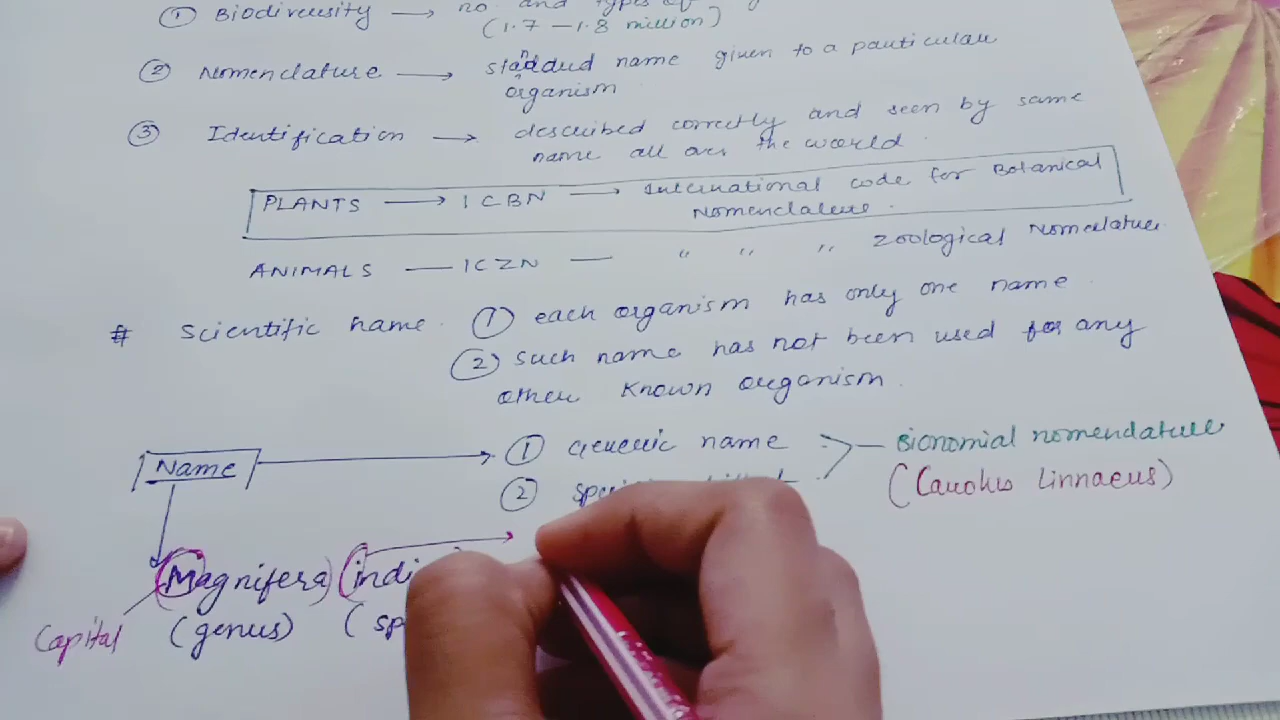 ① Biodiversity → no. and types of
(1.7 – 1.8 million)
② Nomenclature → standdud name given to a particular
organism
③ Identification → described correctly and seen by same
name all over the world.
PLANTS → ICBN → International code for Botanical
Nomenclature.
ANIMALS — ICZN — " " " Zoological Nomenclature
# Scientific name. ① each organism has only one name.
② Such name has not been used for any
other known organism.
① Generic name
Binomial nomenclature
Name
②
(Carolus Linnaeus)
Magnifera) (indi
Capital
(genus) (sp